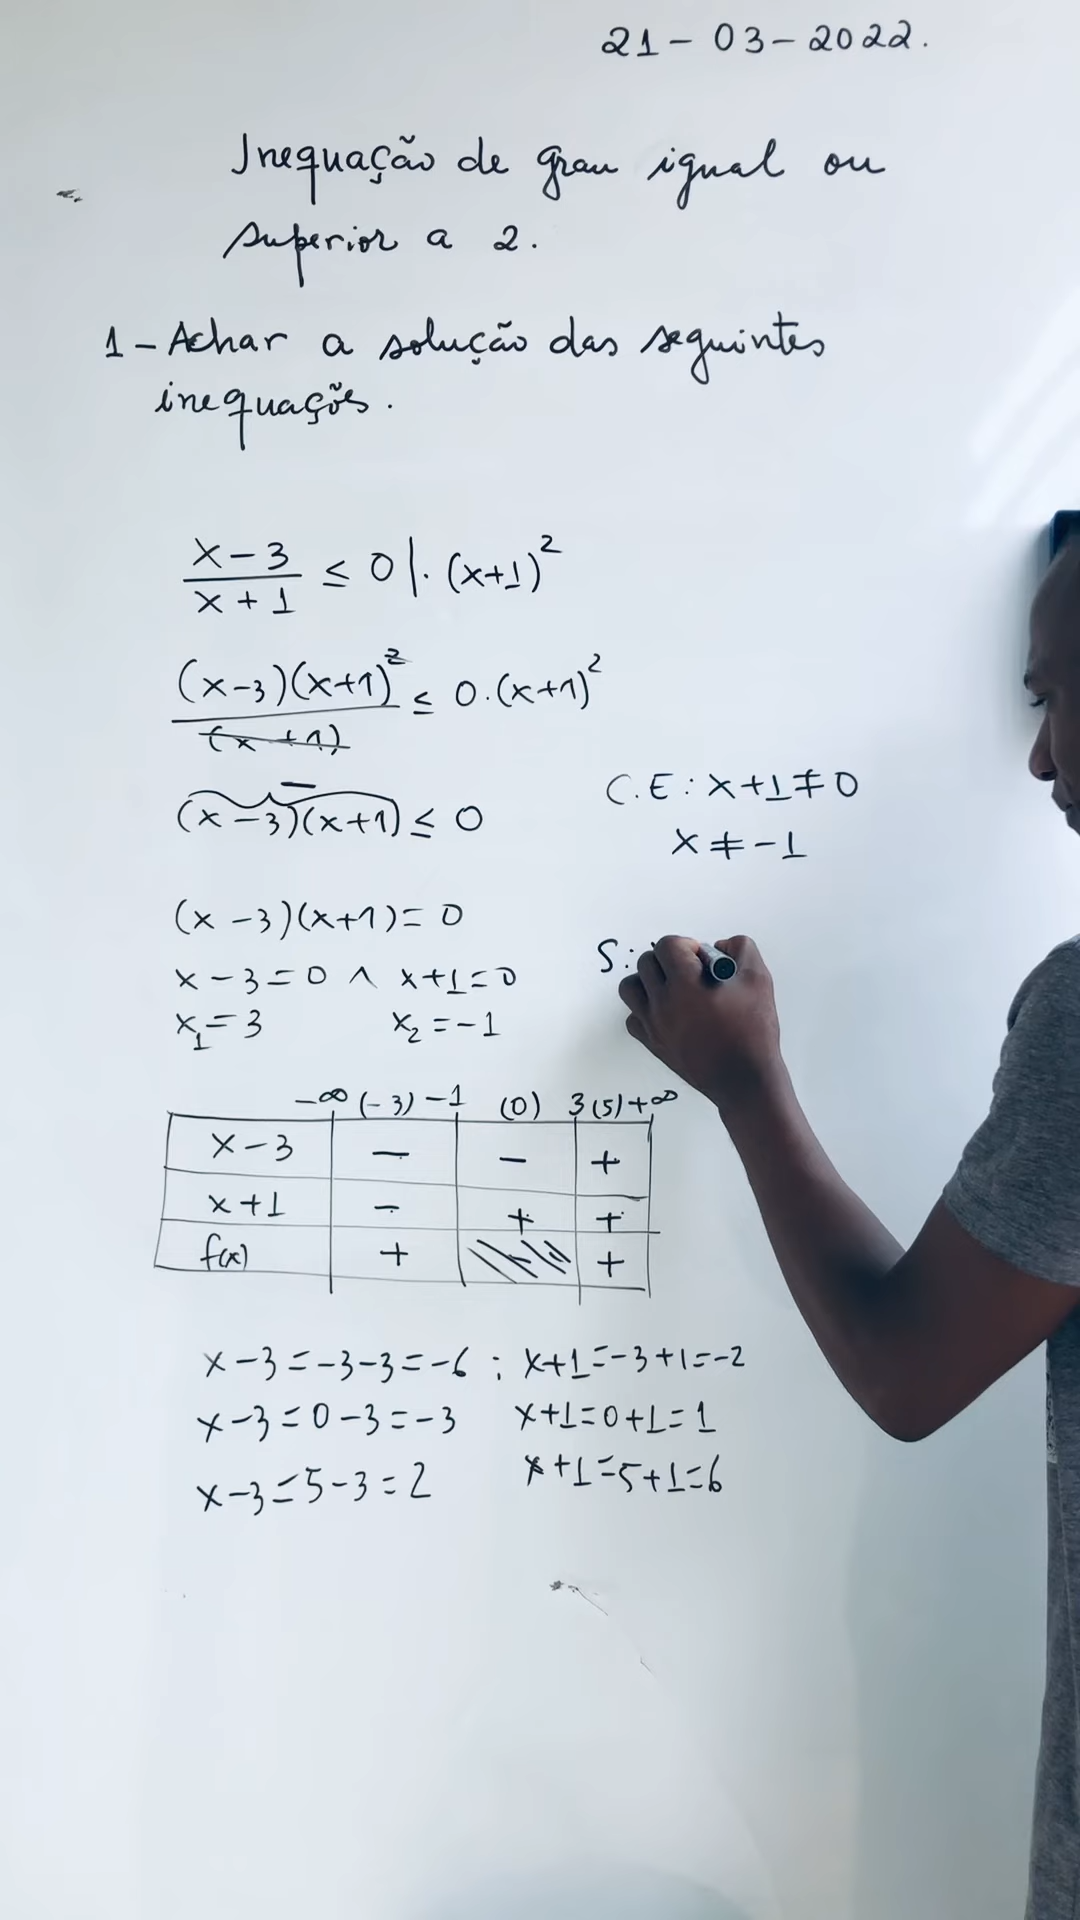 21-03-2022.
Inequação de grau igual ou
superior a 2.
1-Achar a solução das seguintes
inequações.
x-3/x+1 ≤ 0 |. (x+1)²
(x-3)(x+1)²/(x+1) ≤ 0.(x+1)²
−
(x-3)(x+1) ≤ 0
C.E: x+1≠0
x≠-1
(x-3)(x+1)=0
x-3=0 ∧ x+1=0
x₁=3 x₂=-1
S:
-∞ (-3) -1 (0) 3 (5) +∞
x-3 − − +
x+1 − + +
f(x) + +
x-3=-3-3=-6 ; x+1=-3+1=-2
x-3=0-3=-3 x+1=0+1=1
x-3=5-3=2 x+1=5+1=6